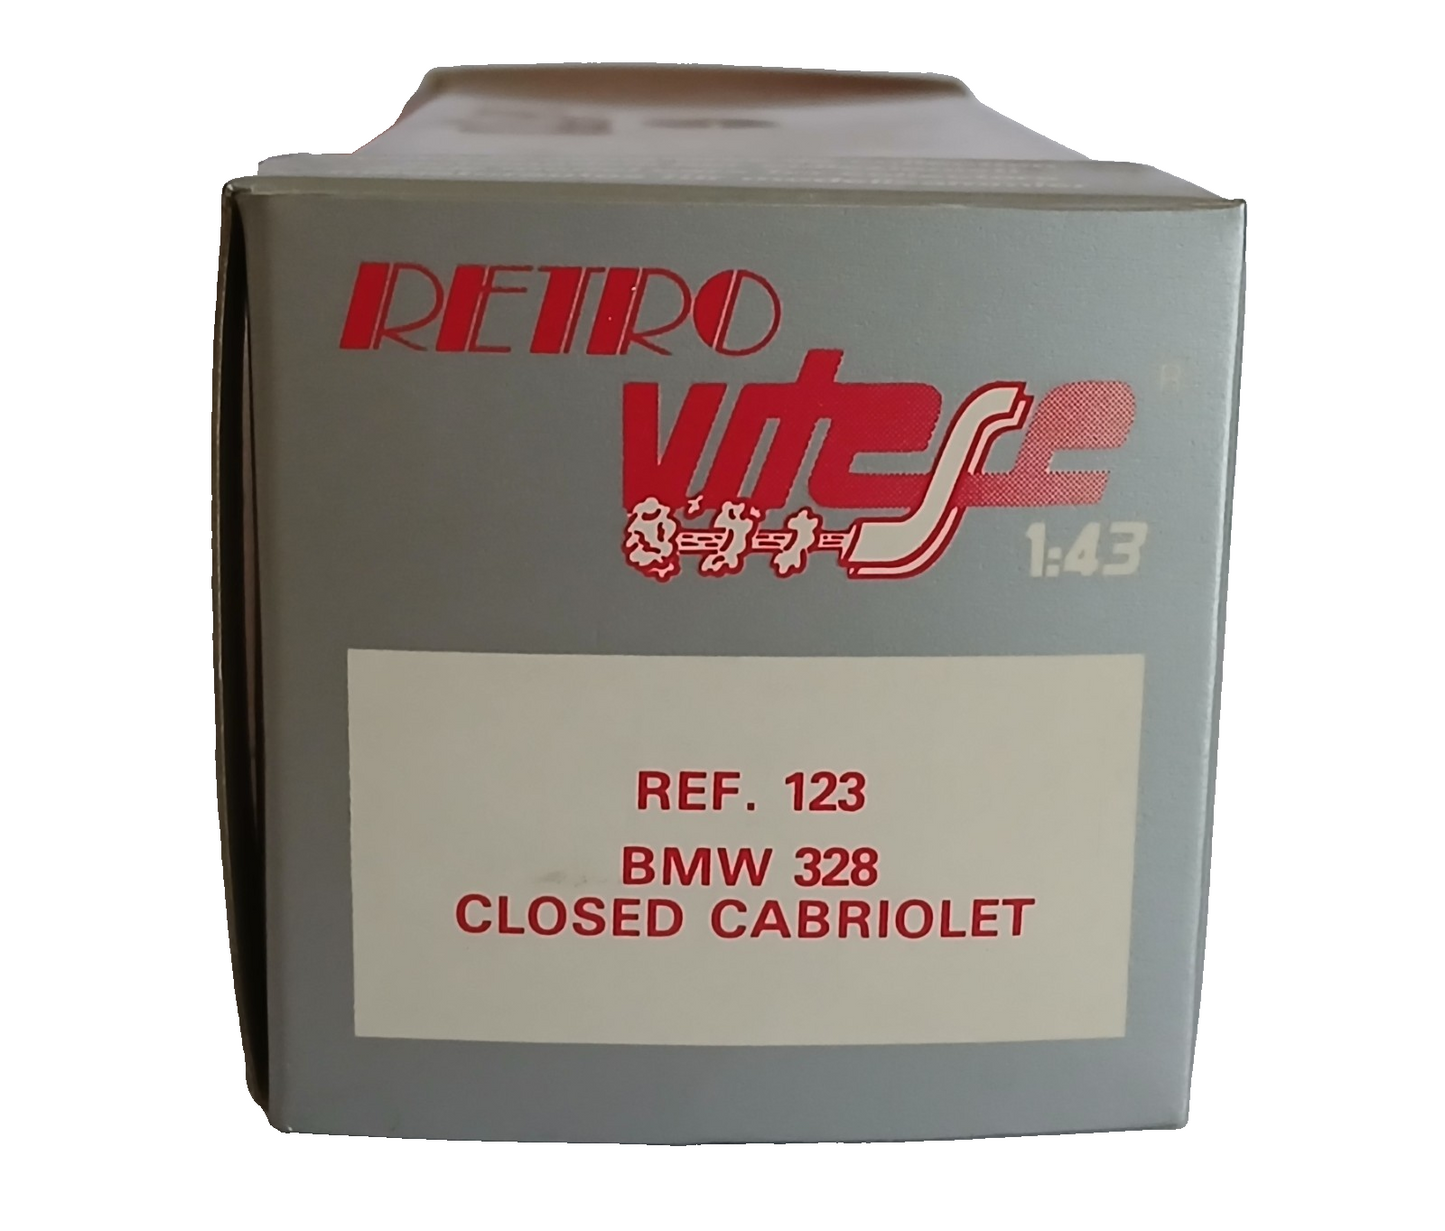 RETRO
vitesse
®
1:43
REF. 123
BMW 328
CLOSED CABRIOLET